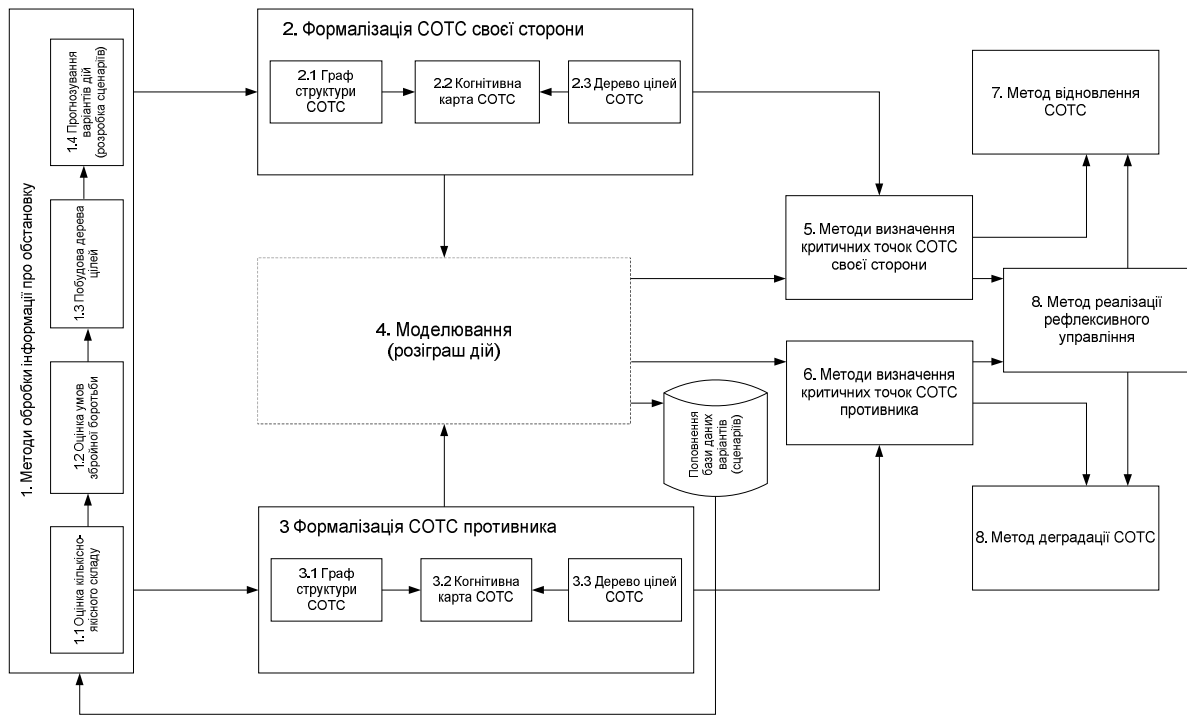 1. Методи обробки інформації про обстановку
1.1 Оцінка кількісно-
якісного складу
1.2 Оцінка умов
збройної боротьби
1.3 Побудова дерева
цілей
1.4 Прогнозування
варіантів дій
(розробка сценаріїв)
2. Формалізація СОТС своєї сторони
2.1 Граф
структури
СОТС
2.2 Когнітивна
карта СОТС
2.3 Дерево цілей
СОТС
4. Моделювання
(розіграш дій)
Поповнення
бази даних
варіантів
(сценаріїв)
3 Формалізація СОТС противника
3.1 Граф
структури
СОТС
3.2 Когнітивна
карта СОТС
3.3 Дерево цілей
СОТС
5. Методи визначення
критичних точок СОТС
своєї сторони
6. Методи визначення
критичних точок СОТС
противника
7. Метод відновлення
СОТС
8. Метод реалізації
рефлексивного
управління
8. Метод деградації СОТС